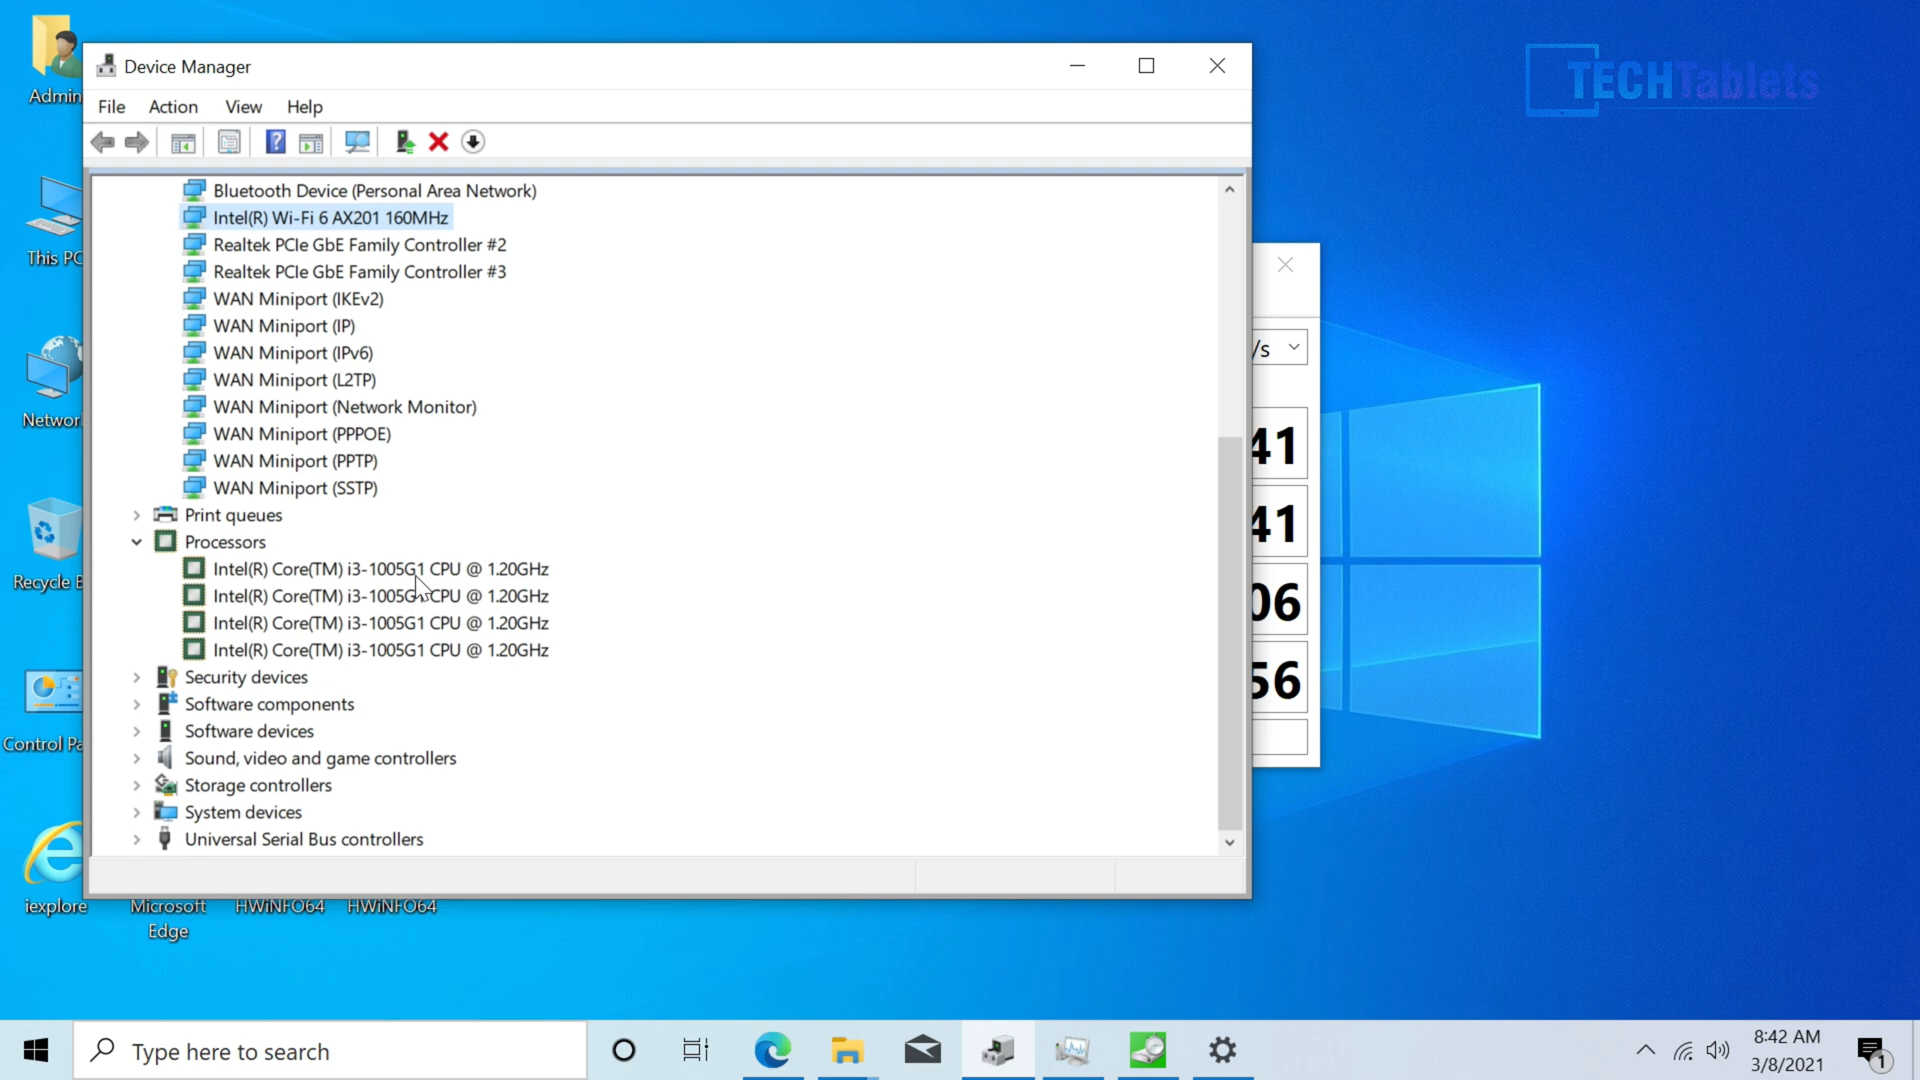 Admin
TECHTablets
Device Manager
File Action View Help
Bluetooth Device (Personal Area Network)
Intel(R) Wi-Fi 6 AX201 160MHz
Realtek PCIe GbE Family Controller #2
Realtek PCIe GbE Family Controller #3
WAN Miniport (IKEv2)
WAN Miniport (IP)
WAN Miniport (IPv6)
WAN Miniport (L2TP)
WAN Miniport (Network Monitor)
WAN Miniport (PPPOE)
WAN Miniport (PPTP)
WAN Miniport (SSTP)
Print queues
Processors
Intel(R) Core(TM) i3-1005G1 CPU @ 1.20GHz
Intel(R) Core(TM) i3-1005G1 CPU @ 1.20GHz
Intel(R) Core(TM) i3-1005G1 CPU @ 1.20GHz
Intel(R) Core(TM) i3-1005G1 CPU @ 1.20GHz
Security devices
Software components
Software devices
Sound, video and game controllers
Storage controllers
System devices
Universal Serial Bus controllers
This PC
Networ
Recycle B
Control Pa
/s
41
41
06
56
iexplore
Microsoft
Edge
HWiNFO64
HWiNFO64
Type here to search
8:42 AM
3/8/2021
1